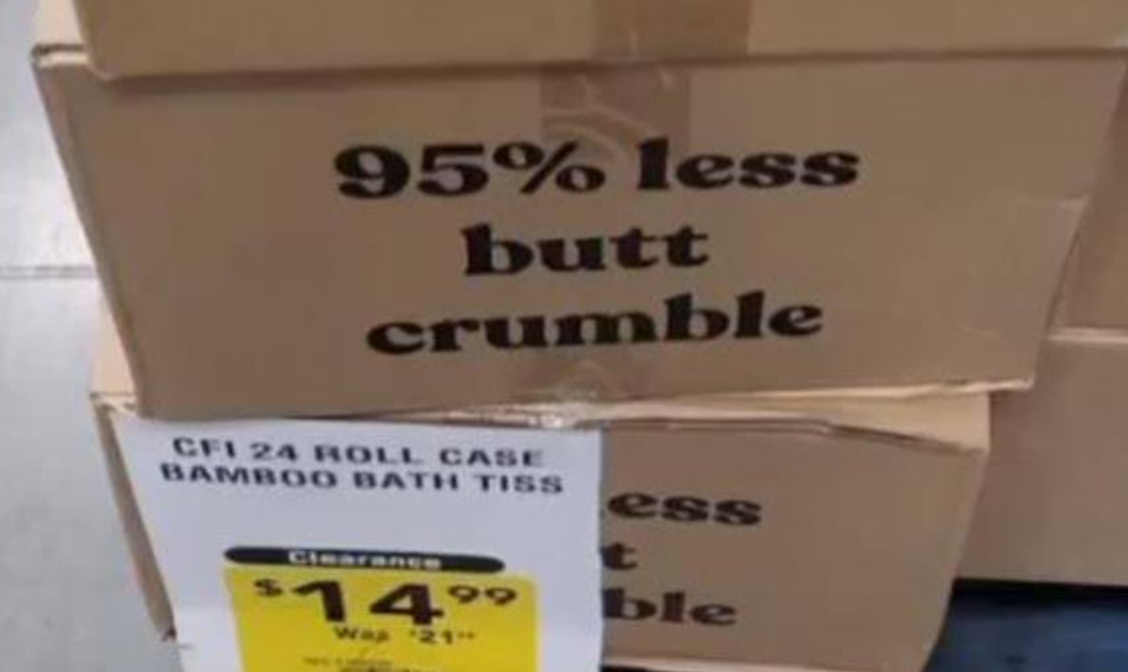 95% less
butt
crumble
CFI 24 ROLL CASE
BAMBOO BATH TISS
ess
t
ble
Clearance
$14.99
Was $21